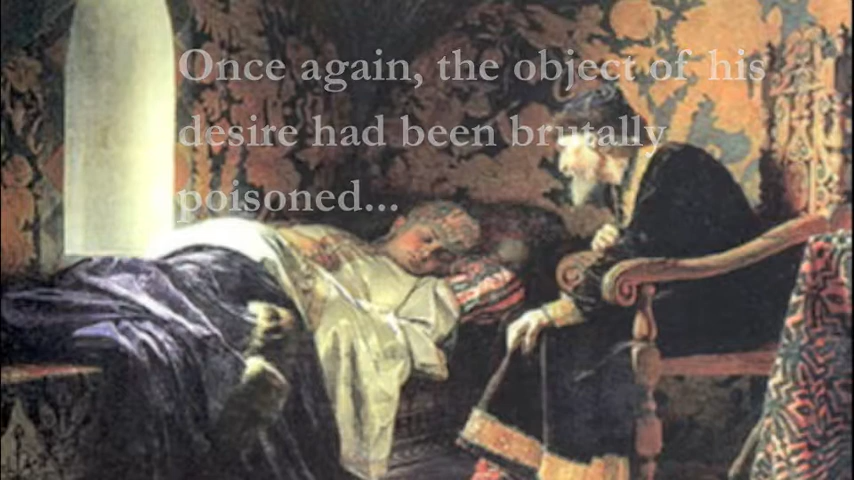 Once again, the object of his
desire had been brutally
poisoned...